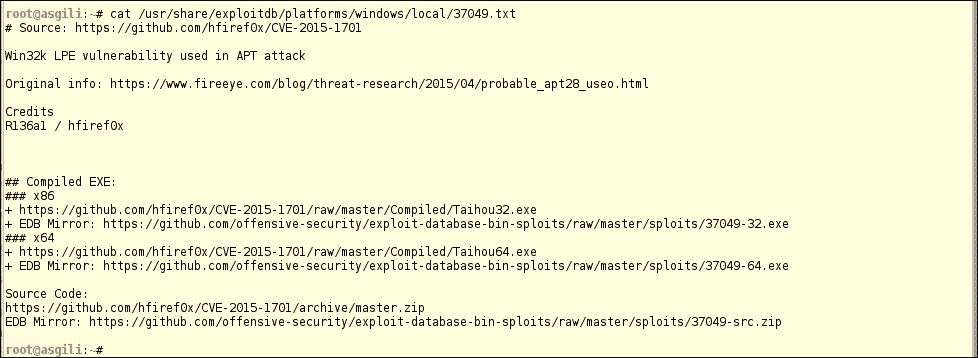 root@asgili:~# cat /usr/share/exploitdb/platforms/windows/local/37049.txt
# Source: https://github.com/hfiref0x/CVE-2015-1701
Win32k LPE vulnerability used in APT attack
Original info: https://www.fireeye.com/blog/threat-research/2015/04/probable_apt28_useo.html
Credits
R136a1 / hfiref0x
## Compiled EXE:
### x86
+ https://github.com/hfiref0x/CVE-2015-1701/raw/master/Compiled/Taihou32.exe
+ EDB Mirror: https://github.com/offensive-security/exploit-database-bin-sploits/raw/master/sploits/37049-32.exe
### x64
+ https://github.com/hfiref0x/CVE-2015-1701/raw/master/Compiled/Taihou64.exe
+ EDB Mirror: https://github.com/offensive-security/exploit-database-bin-sploits/raw/master/sploits/37049-64.exe
Source Code:
https://github.com/hfiref0x/CVE-2015-1701/archive/master.zip
EDB Mirror: https://github.com/offensive-security/exploit-database-bin-sploits/raw/master/sploits/37049-src.zip
root@asgili:~#